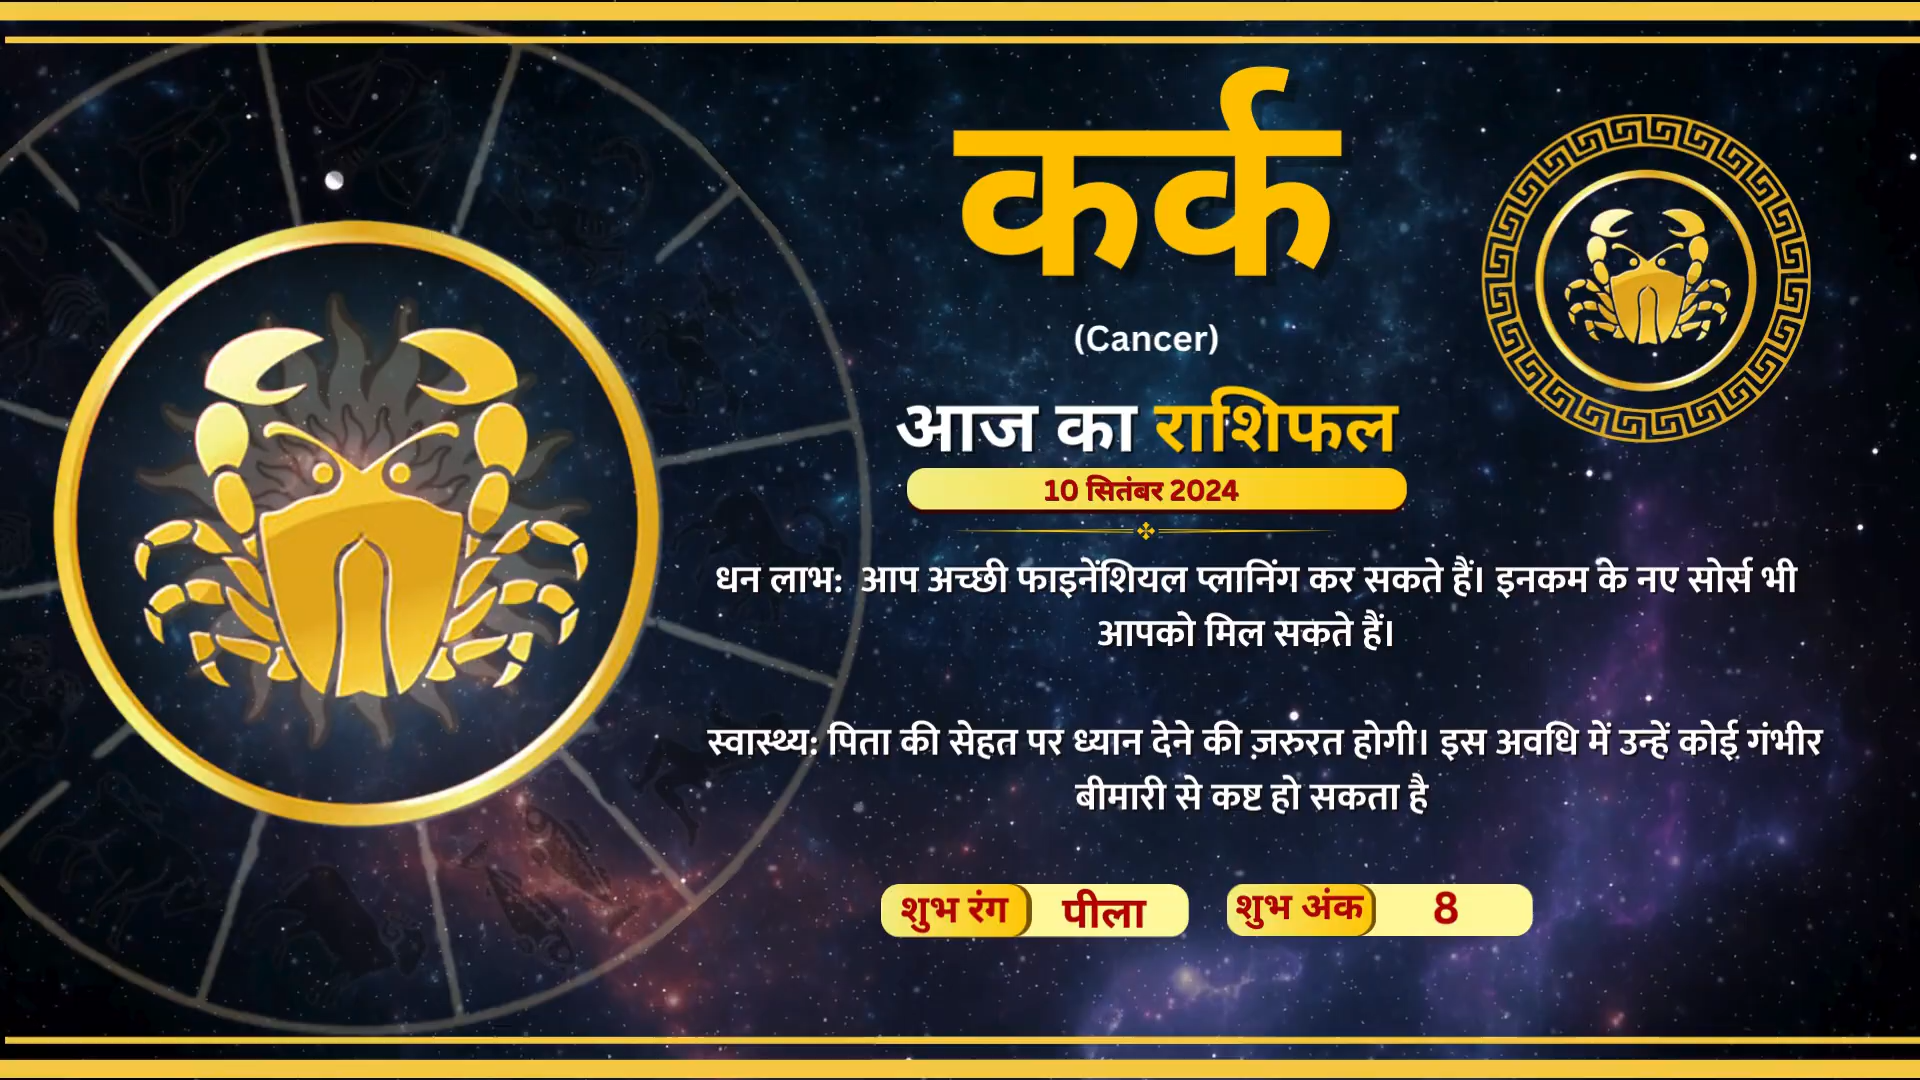 कर्क
(Cancer)
आज का राशिफल
10 सितंबर 2024
धन लाभ: आप अच्छी फाइनेंशियल प्लानिंग कर सकते हैं। इनकम के नए सोर्स भी
आपको मिल सकते हैं।
स्वास्थ्य: पिता की सेहत पर ध्यान देने की ज़रुरत होगी। इस अवधि में उन्हें कोई गंभीर
बीमारी से कष्ट हो सकता है
शुभ रंग पीला शुभ अंक 8